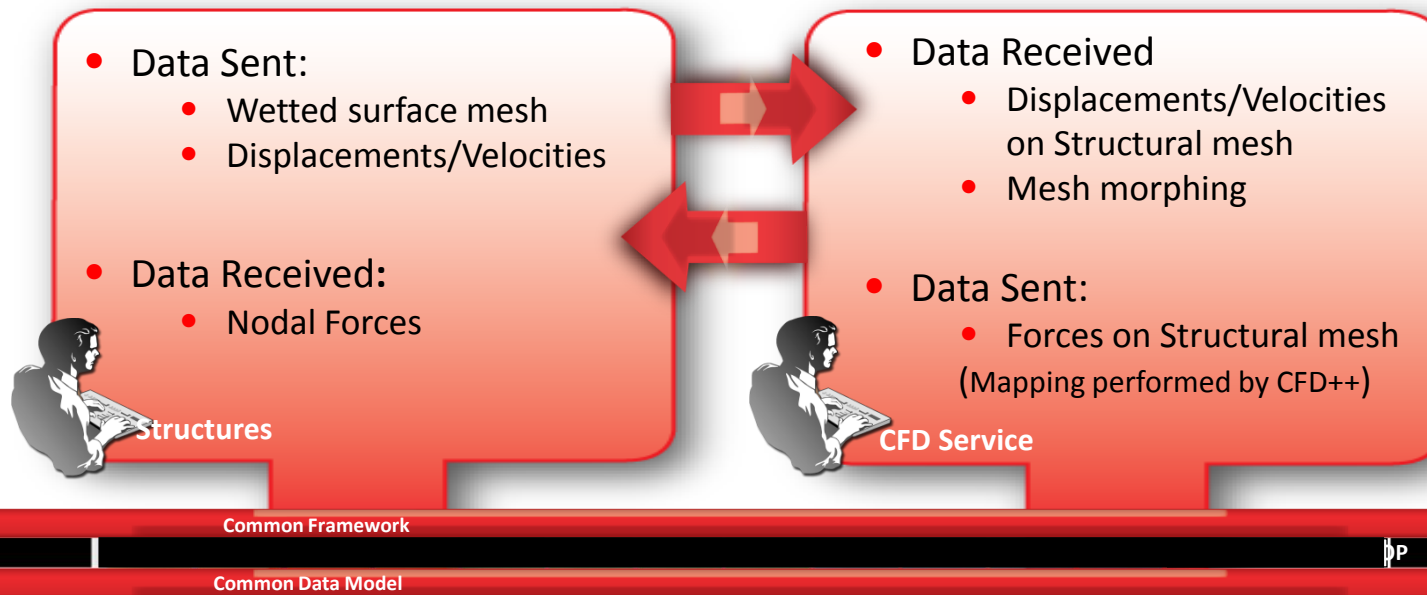 Data Sent:
Wetted surface mesh
Displacements/Velocities
Data Received:
Nodal Forces
Structures
Data Received
Displacements/Velocities
on Structural mesh
Mesh morphing
Data Sent:
Forces on Structural mesh
(Mapping performed by CFD++)
CFD Service
Common Framework
Common Data Model